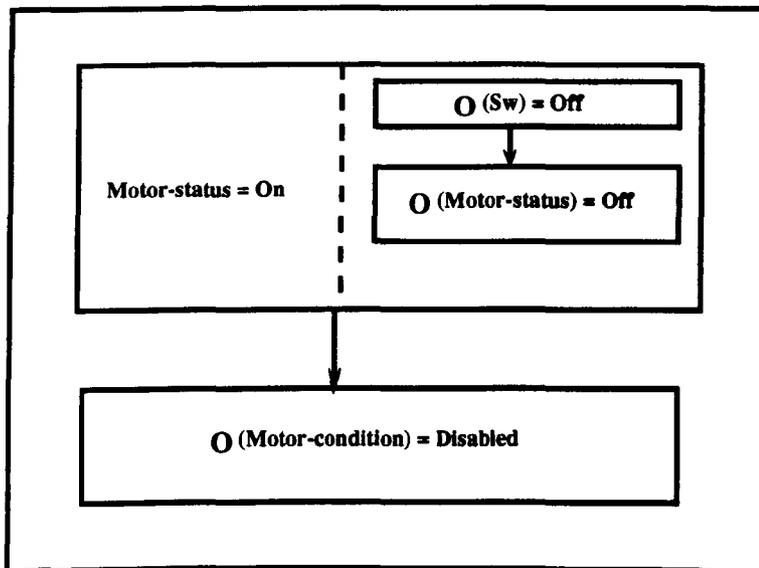 O (Sw) = Off
Motor-status = On
O (Motor-status) = Off
O (Motor-condition) = Disabled